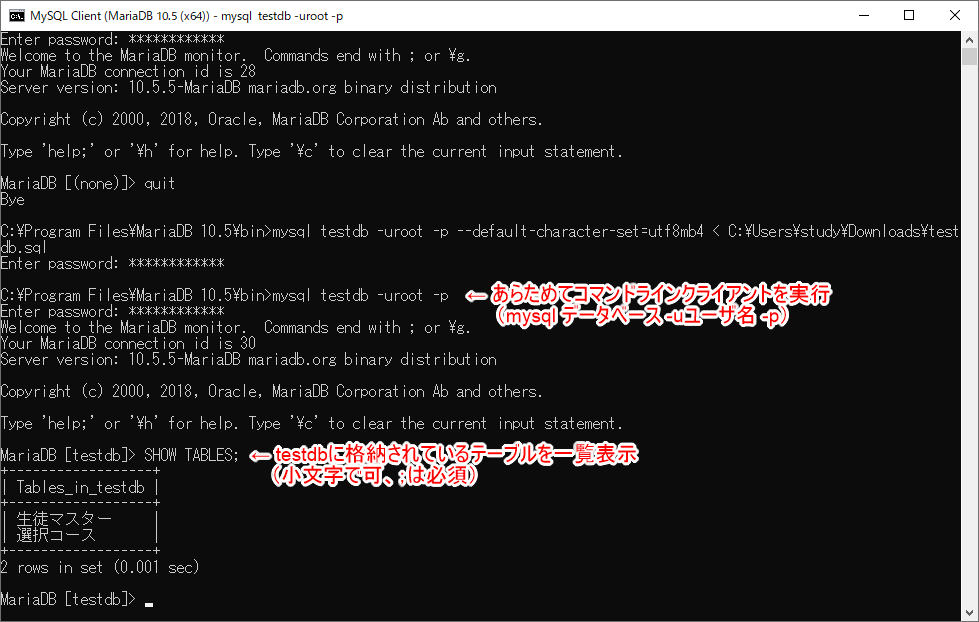 MySQL Client (MariaDB 10.5 (x64)) - mysql testdb -uroot -p
Enter password: ************
Welcome to the MariaDB monitor.  Commands end with ; or ¥g.
Your MariaDB connection id is 28
Server version: 10.5.5-MariaDB mariadb.org binary distribution
Copyright (c) 2000, 2018, Oracle, MariaDB Corporation Ab and others.
Type 'help;' or '¥h' for help. Type '¥c' to clear the current input statement.
MariaDB [(none)]> quit
Bye
C:¥Program Files¥MariaDB 10.5¥bin>mysql testdb -uroot -p --default-character-set=utf8mb4 < C:¥Users¥study¥Downloads¥test
db.sql
Enter password: ************
C:¥Program Files¥MariaDB 10.5¥bin>mysql testdb -uroot -p ←あらためてコマンドラインクライアントを実行
（mysql データベース -uユーザ名 -p）
Enter password: ************
Welcome to the MariaDB monitor.  Commands end with ; or ¥g.
Your MariaDB connection id is 30
Server version: 10.5.5-MariaDB mariadb.org binary distribution
Copyright (c) 2000, 2018, Oracle, MariaDB Corporation Ab and others.
Type 'help;' or '¥h' for help. Type '¥c' to clear the current input statement.
MariaDB [testdb]> SHOW TABLES; ←testdbに格納されているテーブルを一覧表示
（小文字で可、;は必須）
+------------------+
| Tables_in_testdb |
+------------------+
| 生徒マスター     |
| 選択コース       |
+------------------+
2 rows in set (0.001 sec)
MariaDB [testdb]> _